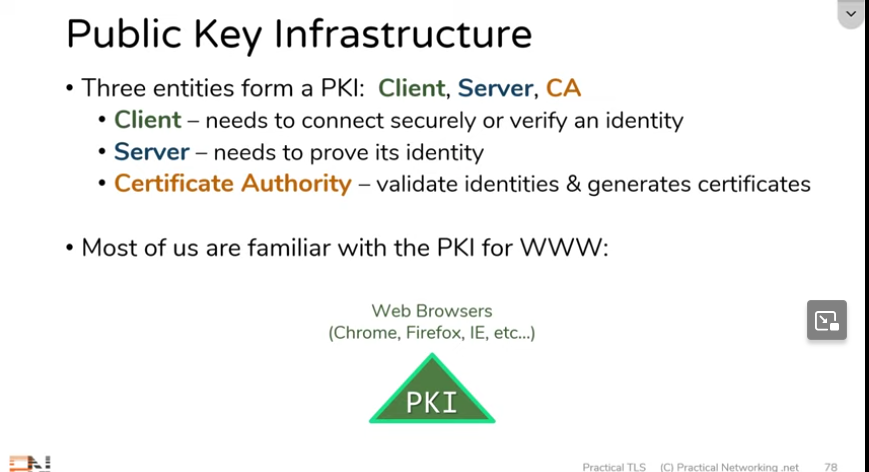 Public Key Infrastructure
• Three entities form a PKI: Client, Server, CA
• Client – needs to connect securely or verify an identity
• Server – needs to prove its identity
• Certificate Authority – validate identities & generates certificates
• Most of us are familiar with the PKI for WWW:
Web Browsers
(Chrome, Firefox, IE, etc...)
PKI
Practical TLS (C) Practical Networking .net 78